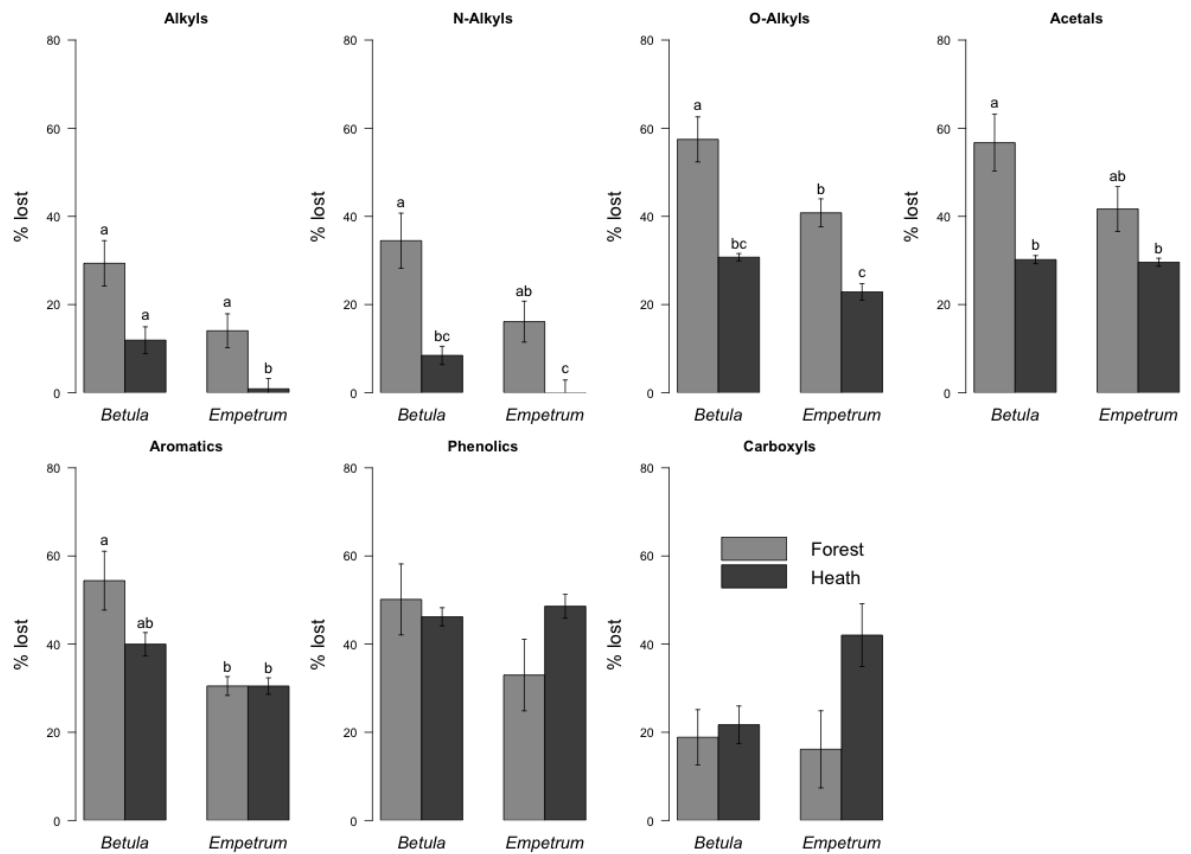 Alkyls
% lost
80
60
40
20
0
a
a
a
b
Betula
Empetrum
N-Alkyls
% lost
80
60
40
20
0
a
bc
ab
c
Betula
Empetrum
O-Alkyls
% lost
80
60
40
20
0
a
bc
b
c
Betula
Empetrum
Acetals
% lost
80
60
40
20
0
a
b
ab
b
Betula
Empetrum
Aromatics
% lost
80
60
40
20
0
a
ab
b
b
Betula
Empetrum
Phenolics
% lost
80
60
40
20
0
Betula
Empetrum
Carboxyls
% lost
80
60
40
20
0
Forest
Heath
Betula
Empetrum